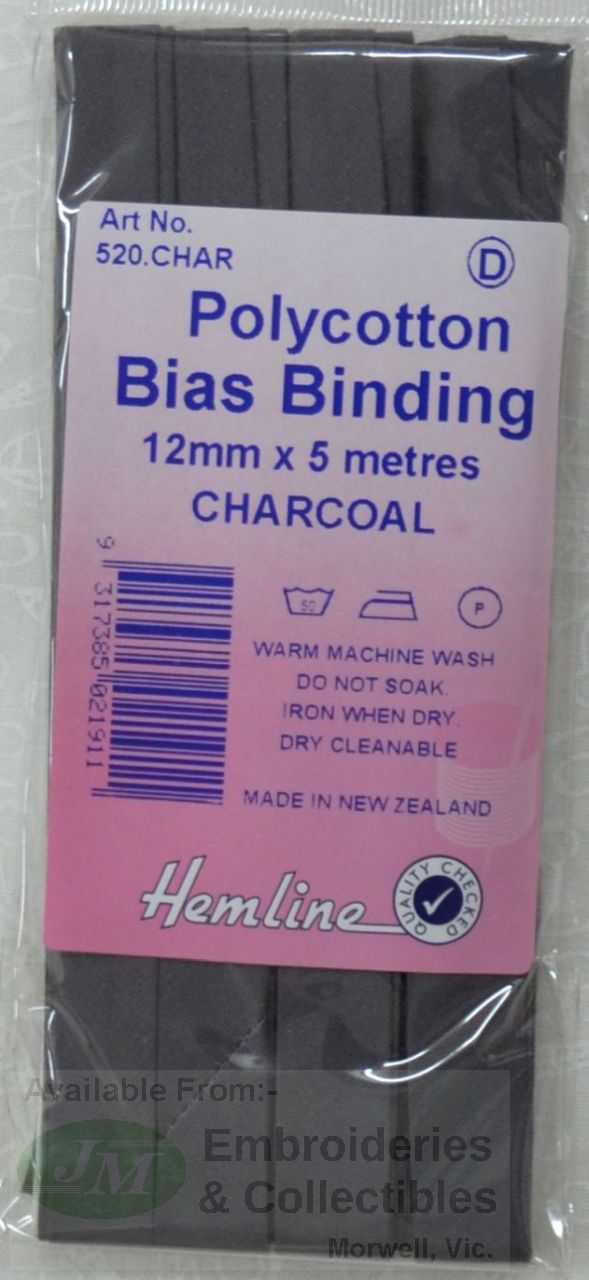 Art No.
520.CHAR
D
Polycotton
Bias Binding
12mm x 5 metres
CHARCOAL
9 317385 021911
50
P
WARM MACHINE WASH
DO NOT SOAK.
IRON WHEN DRY.
DRY CLEANABLE
MADE IN NEW ZEALAND
Hemline
QUALITY CHECKED
Available From:-
JM
Embroideries
& Collectibles
Morwell, Vic.